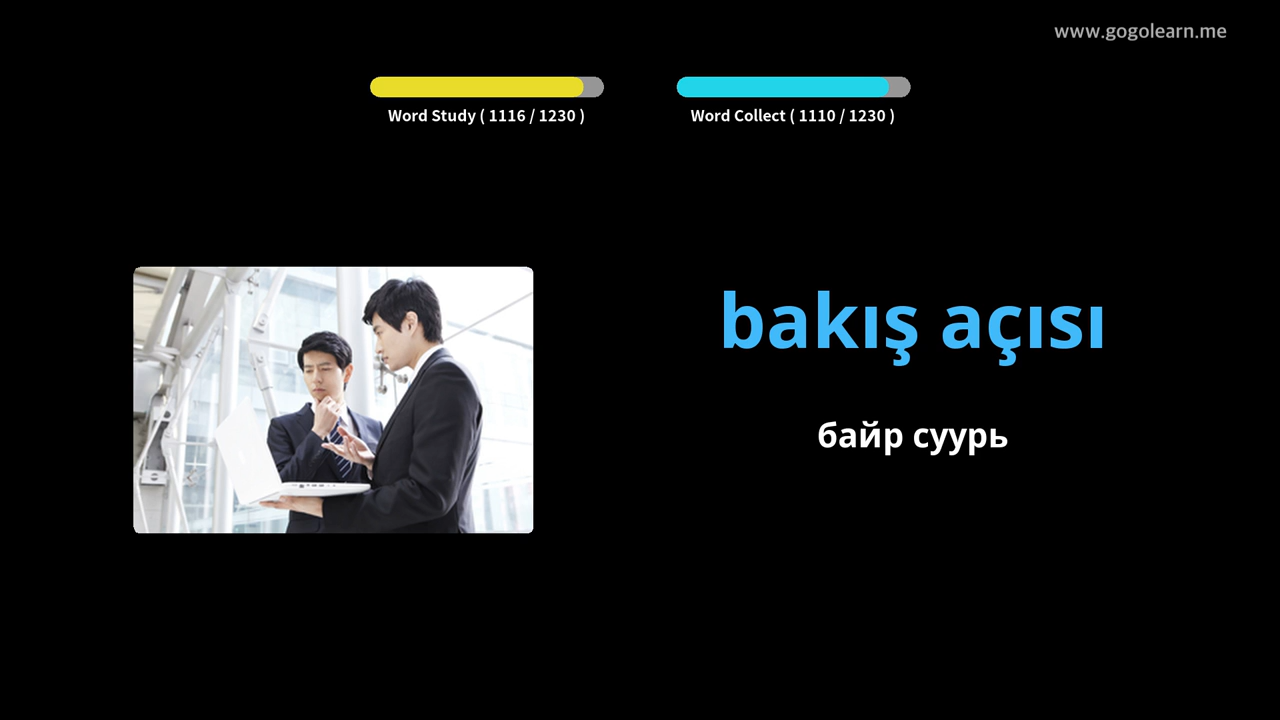 www.gogolearn.me
Word Study ( 1116 / 1230 )
Word Collect ( 1110 / 1230 )
bakış açısı
байр суурь